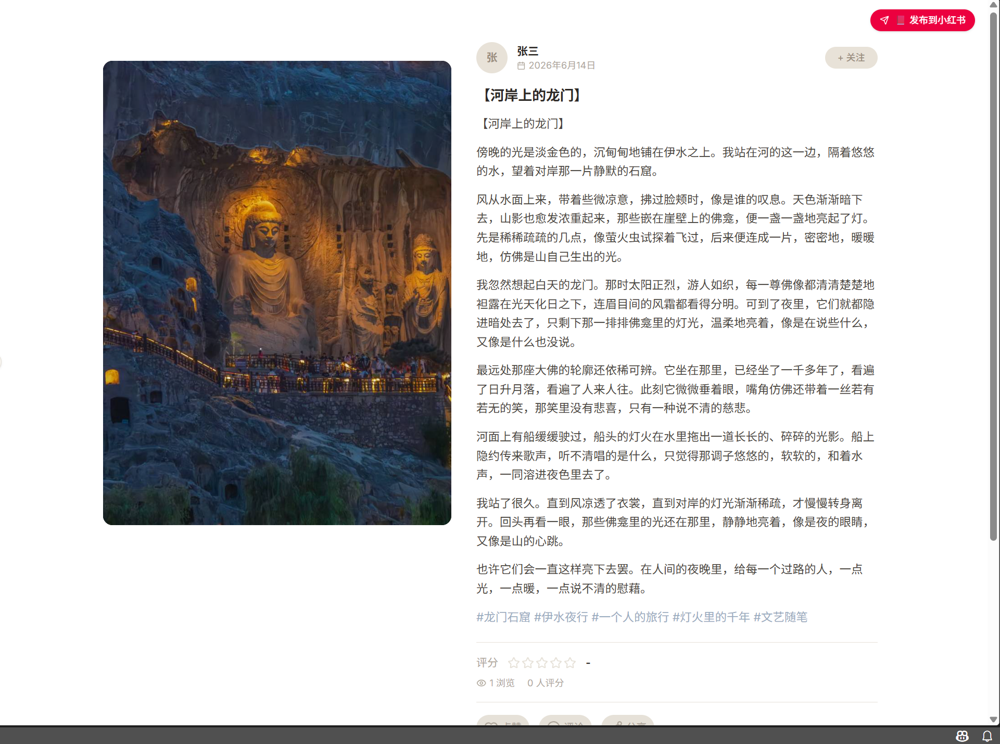 发布到小红书
张
张三
2026年6月14日
+ 关注
【河岸上的龙门】
【河岸上的龙门】
傍晚的光是淡金色的，沉甸甸地铺在伊水之上。我站在河的这一边，隔着悠悠
的水，望着对岸那一片静默的石窟。
风从水面上来，带着些微凉意，拂过脸颊时，像是谁的叹息。天色渐渐暗下
去，山影也愈发浓重起来，那些嵌在崖壁上的佛龛，便一盏一盏地亮起了灯。
先是稀稀疏疏的几点，像萤火虫试探着飞过，后来便连成一片，密密地，暖暖
地，仿佛是山自己生出的光。
我忽然想起白天的龙门。那时太阳正烈，游人如织，每一尊佛像都清清楚楚地
袒露在光天化日之下，连眉目间的风霜都看得分明。可到了夜里，它们就都隐
进暗处去了，只剩下那一排排佛龛里的灯光，温柔地亮着，像是在说些什么，
又像是什么也没说。
最远处那座大佛的轮廓还依稀可辨。它坐在那里，已经坐了一千多年了，看遍
了日升月落，看遍了人来人往。此刻它微微垂着眼，嘴角仿佛还带着一丝若有
若无的笑，那笑里没有悲喜，只有一种说不清的慈悲。
河面上有船缓缓驶过，船头的灯火在水里拖出一道长长的、碎碎的光影。船上
隐约传来歌声，听不清唱的是什么，只觉得那调子悠悠的，软软的，和着水
声，一同溶进夜色里去了。
我站了很久。直到风凉透了衣裳，直到对岸的灯光渐渐稀疏，才慢慢转身离
开。回头再看一眼，那些佛龛里的光还在那里，静静地亮着，像是夜的眼睛，
又像是山的心跳。
也许它们会一直这样亮下去罢。在人间的夜晚里，给每一个过路的人，一点
光，一点暖，一点说不清的慰藉。
#龙门石窟 #伊水夜行 #一个人的旅行 #灯火里的千年 #文艺随笔
评分 -
1 浏览 0 人评分
点赞 评论 分享